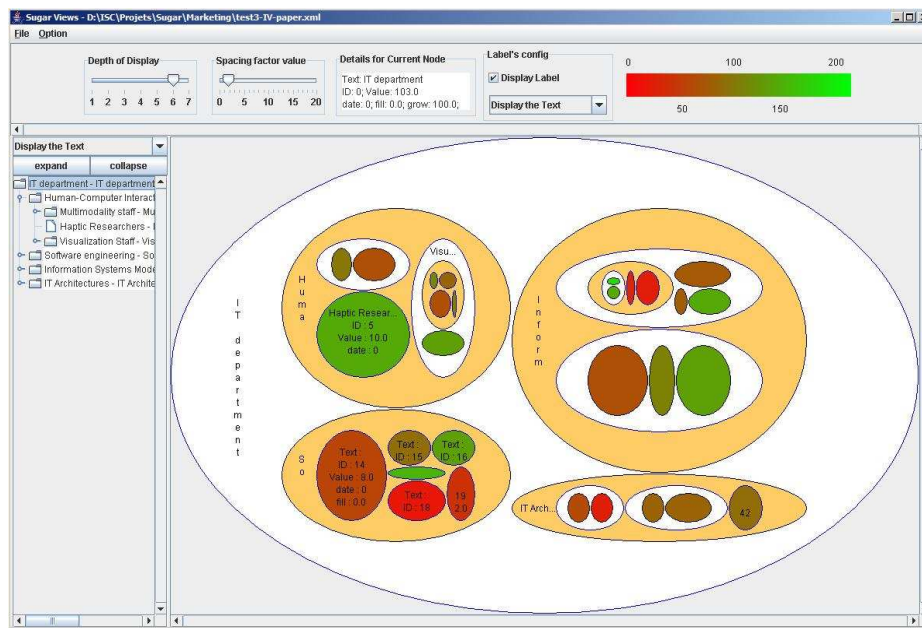 Sugar Views - D:\ISC\Projets\Sugar\Marketing\test3-IV-paper.xml
File Option
Depth of Display
1 2 3 4 5 6 7
Spacing factor value
0 5 10 15 20
Details for Current Node
Text: IT department
ID: 0; Value: 103.0
date: 0; fill: 0.0; grow: 100.0;
Label's config
Display Label
Display the Text
0 100 200
50 150
Display the Text
expand collapse
IT department - IT department
Human-Computer Interact
Multimodality staff - Mu
Haptic Researchers -
Visualization Staff - Vis
Software engineering - So
Information Systems Mode
IT Architectures - IT Archite
IT department
Huma
Visu...
Haptic Resear...
ID : 5
Value : 10.0
date : 0
Inform
So
Text :
ID : 14
Value : 8.0
date : 0
fill : 0.0
Text :
ID : 15
Text :
ID : 16
Text :
ID : 18
19
2.0
IT Arch...
42